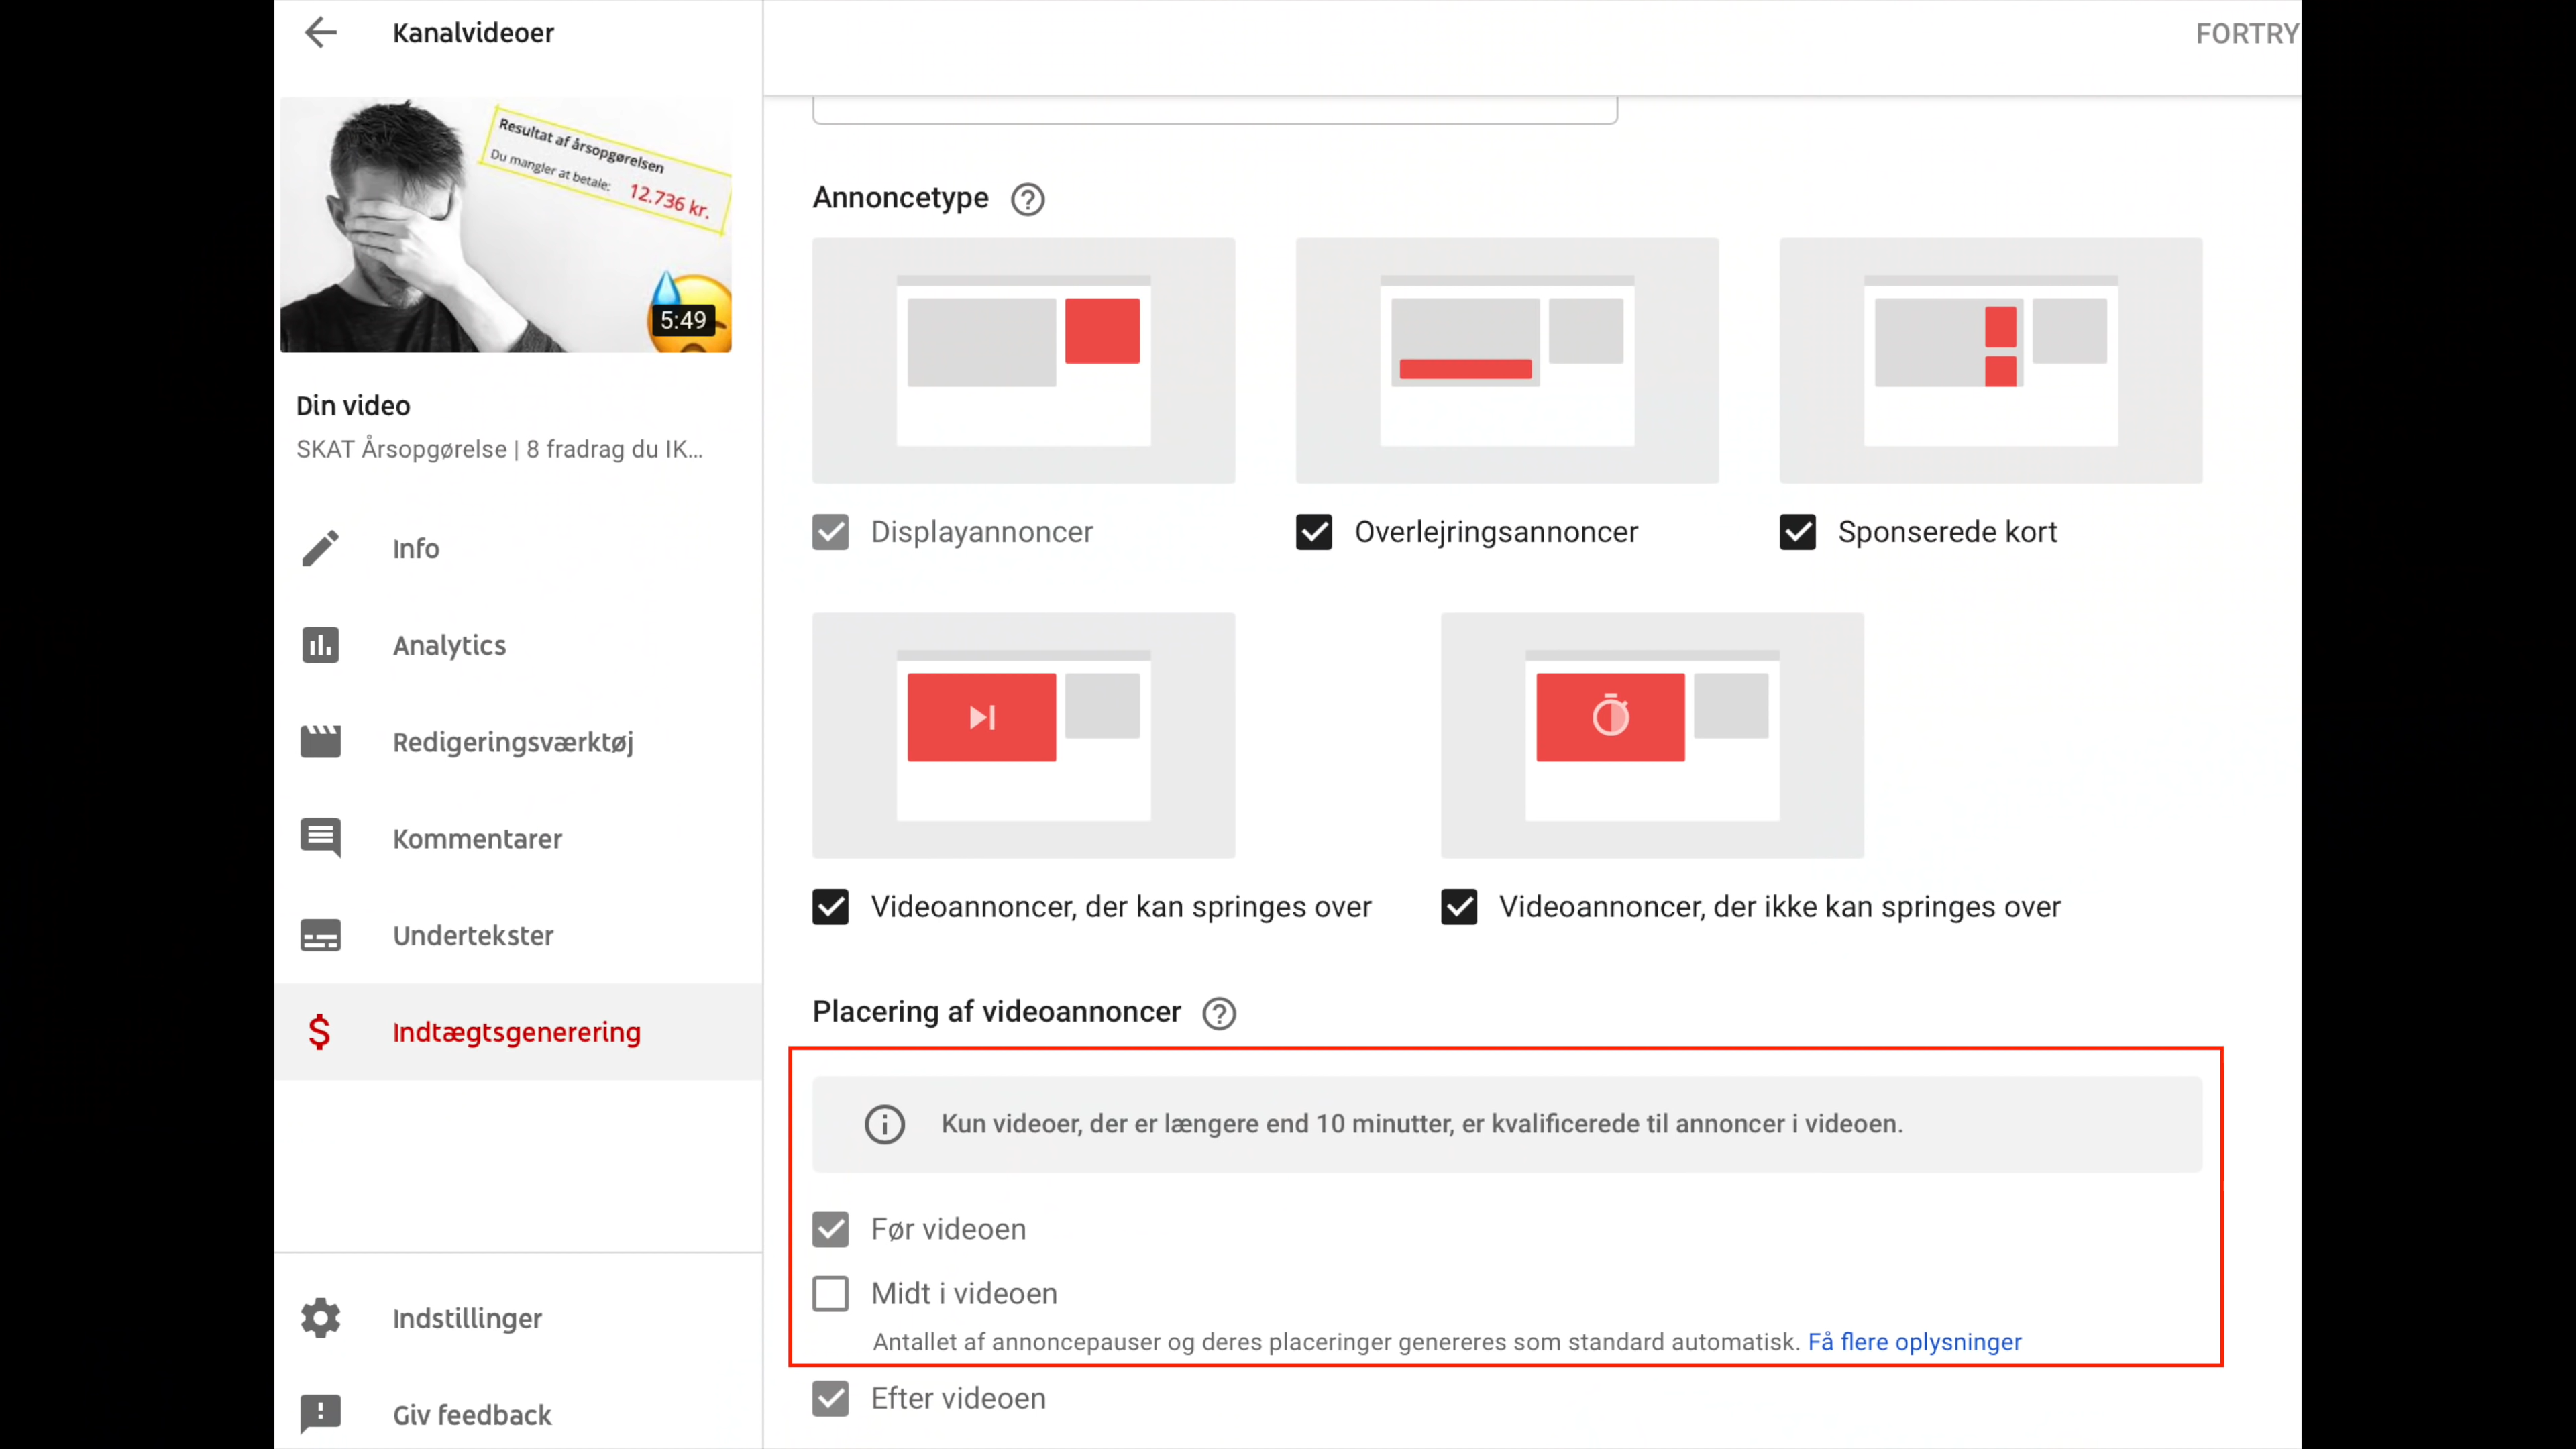 Kanalvideoer
FORTRY
Resultat af årsopgørelsen
Du mangler at betale: 12.736 kr.
5:49
Din video
SKAT Årsopgørelse | 8 fradrag du IK...
Info
Analytics
Redigeringsværktøj
Kommentarer
Undertekster
Indtægtsgenerering
Indstillinger
Giv feedback
Annoncetype
Displayannoncer
Overlejringsannoncer
Sponserede kort
Videoannoncer, der kan springes over
Videoannoncer, der ikke kan springes over
Placering af videoannoncer
Kun videoer, der er længere end 10 minutter, er kvalificerede til annoncer i videoen.
Før videoen
Midt i videoen
Antallet af annoncepauser og deres placeringer genereres som standard automatisk. Få flere oplysninger
Efter videoen